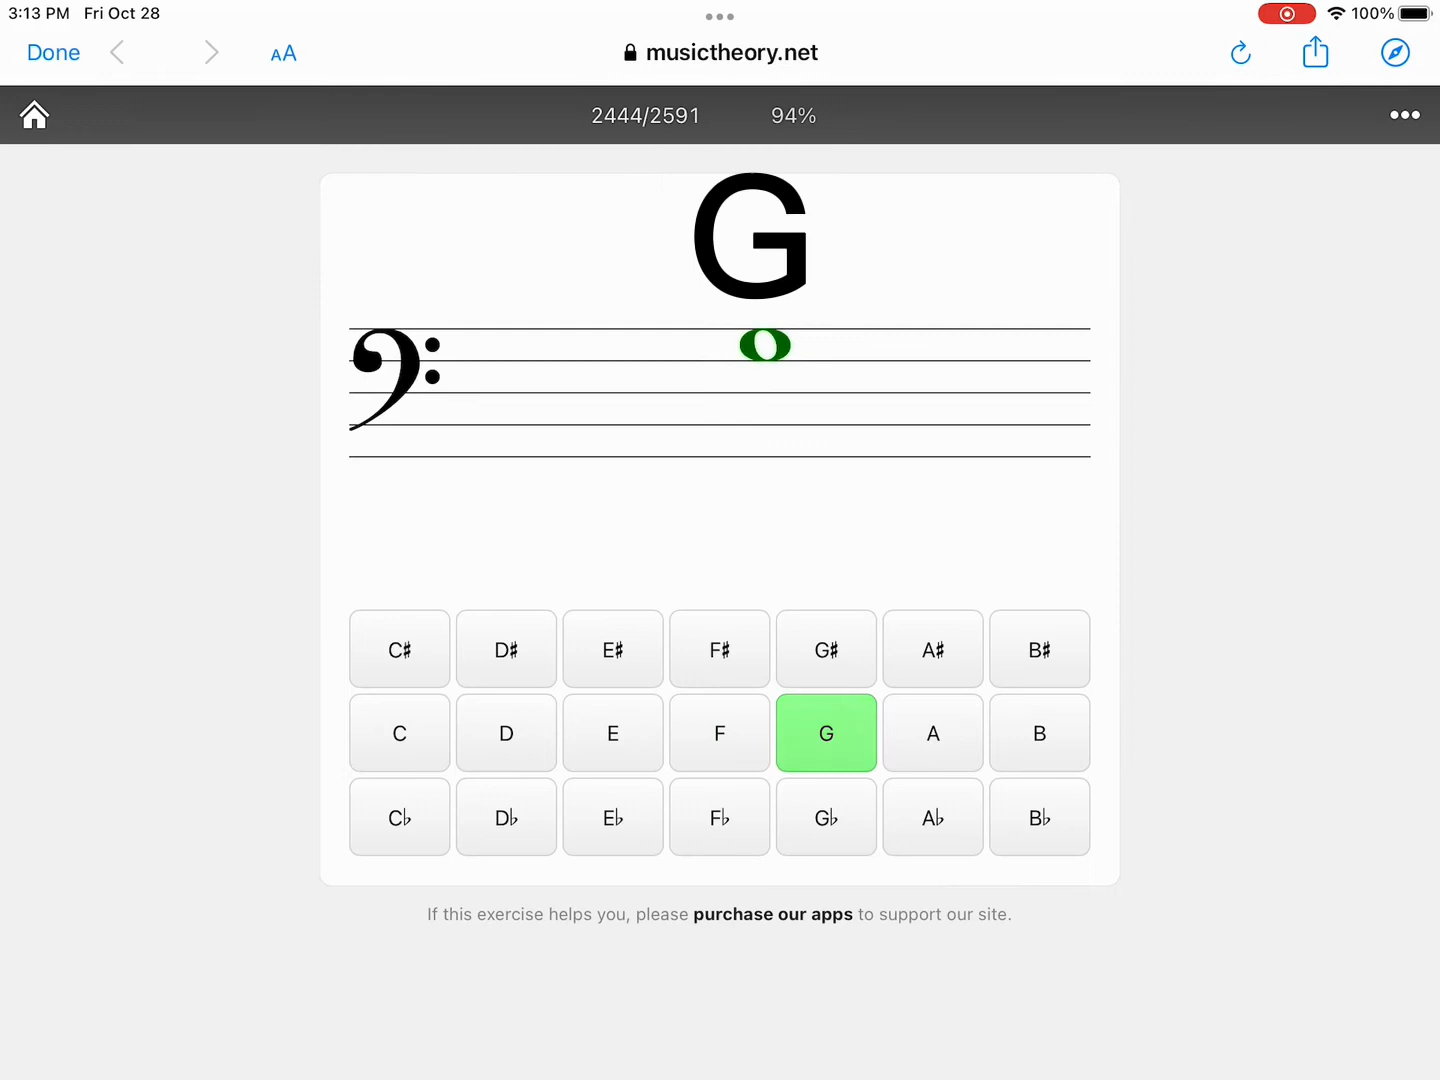 3:13 PM Fri Oct 28 100%
Done AA musictheory.net
2444/2591 94%
G
C♯ D♯ E♯ F♯ G♯ A♯ B♯
C D E F G A B
C♭ D♭ E♭ F♭ G♭ A♭ B♭
If this exercise helps you, please purchase our apps to support our site.